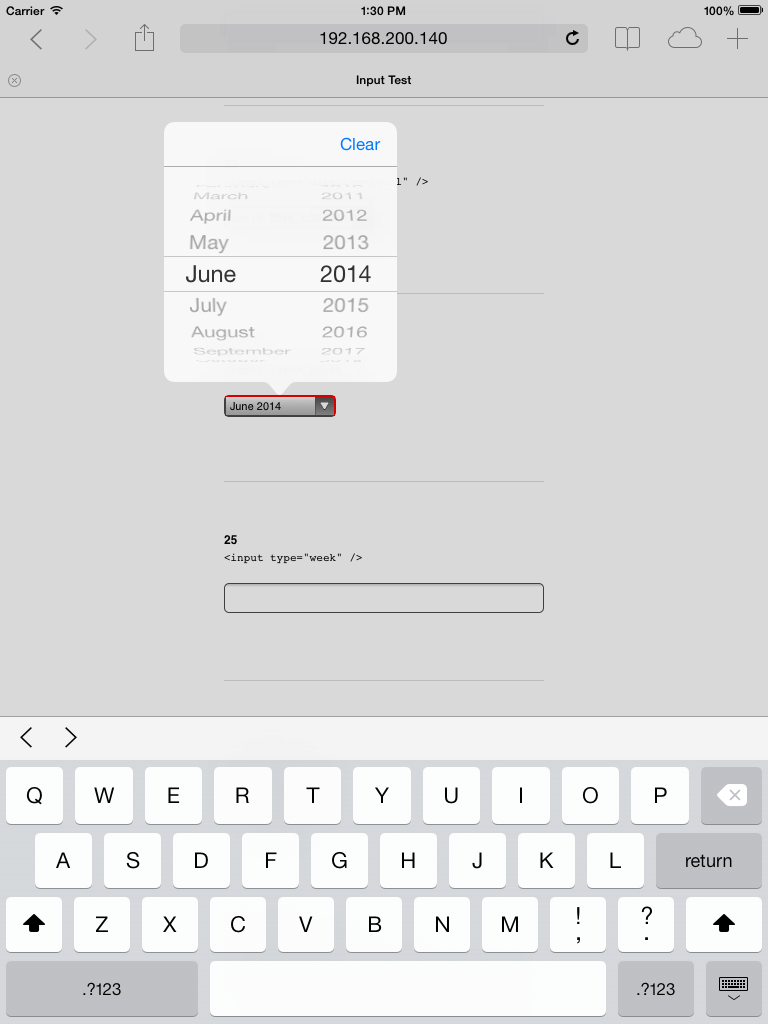 Carrier 1:30 PM 100%
192.168.200.140
Input Test
Clear
1" />
March 2011
April 2012
May 2013
June 2014
July 2015
August 2016
September 2017
June 2014
25
<input type="week" />
Q W E R T Y U I O P
A S D F G H J K L return
Z X C V B N M ! , ? .
.?123 .?123